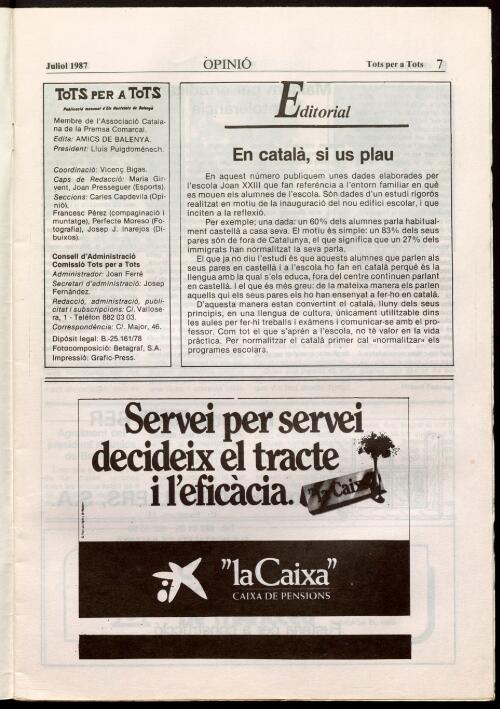 Juliol 1987
OPINIÓ
Tots per a Tots 7
TOTS PER A TOTS
Publicació mensual d'Els Hostalets de Balenyà
Membre de l'Associació Catala-
na de la Premsa Comarcal.
Edita: AMICS DE BALENYÀ.
President: Lluís Puigdomènech.
Coordinació: Vicenç Bigas.
Caps de Redacció: Maria Gir-
vent, Joan Presseguer (Esports).
Seccions: Carles Capdevila (Opi-
nió),
Francesc Pérez (compaginació i
muntatge), Perfecte Moreso (Fo-
tografia), Josep J. Inarejos (Di-
buixos).
Consell d'Administració
Comissió Tots per a Tots
Administrador: Joan Ferré
Secretari d'administració: Josep
Fernández.
Redacció, administració, publi-
citat i subscripcions: C/. Vallose-
ra, 1 - Telèfon 882 03 03.
Correspondència: C/. Major, 46.
Dipòsit legal: B.-25.161/78
Fotocomposició: Betagraf, S.A.
Impressió: Grafic-Press.
Editorial
En català, si us plau
En aquest número publiquem unes dades elaborades per
l'escola Joan XXIII que fan referència a l'entorn familiar en què
es mouen els alumnes de l'escola. Són dades d'un estudi rigorós
realitzat en motiu de la inauguració del nou edifici escolar, i que
inciten a la reflexió.
Per exemple; una dada: un 60% dels alumnes parla habitual-
ment castellà a casa seva. El motiu és simple: un 83% dels seus
pares són de fora de Catalunya, el que significa que un 27% dels
immigrats han normalitzat la seva parla.
El que ja no diu l'estudi és que aquests alumnes que parlen als
seus pares en castellà i a l'escola ho fan en català perquè és la
llengua amb la qual s'els educa, fora del centre continuen parlant
en castellà. I el que és més greu: de la mateixa manera els parlen
aquells qui els seus pares els ho han ensenyat a fer-ho en català.
D'aquesta manera estan convertint el català, lluny dels seus
principis, en una llengua de cultura, únicament utilitzable dins
les aules per fer-hi treballs i exàmens i comunicar-se amb el pro-
fessor. Com tot el que s'aprèn a l'escola, no té valor en la vida
pràctica. Per normalitzar el català primer cal «normalitzar» els
programes escolars.
Servei per servei
decideix el tracte
i l'eficàcia.
"la Caixa"
"la Caixa"
CAIXA DE PENSIONS